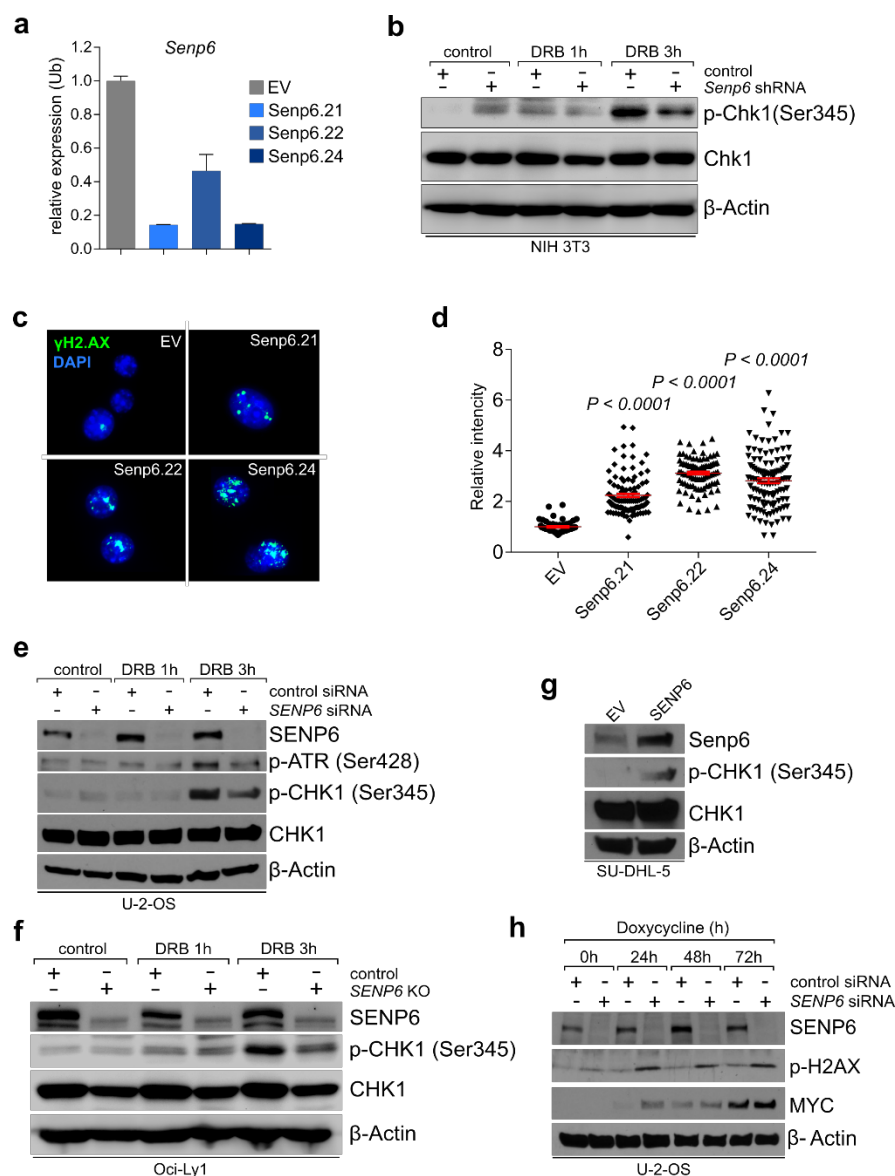 a
Senp6
relative expression (Ub)
1.2
1.0
0.8
0.6
0.4
0.2
0.0
EV
Senp6.21
Senp6.22
Senp6.24
b
control DRB 1h DRB 3h
+ - + - + - control
- + - + - + Senp6 shRNA
p-Chk1(Ser345)
Chk1
β-Actin
NIH 3T3
c
γH2.AX EV
DAPI
Senp6.21
Senp6.22
Senp6.24
d
Relative intencity
8
6
4
2
0
P < 0.0001
P < 0.0001
P < 0.0001
EV
Senp6.21
Senp6.22
Senp6.24
e
control DRB 1h DRB 3h
+ - + - + - control siRNA
- + - + - + SENP6 siRNA
SENP6
p-ATR (Ser428)
p-CHK1 (Ser345)
CHK1
β-Actin
U-2-OS
g
EV SENP6
Senp6
p-CHK1 (Ser345)
CHK1
β-Actin
SU-DHL-5
f
control DRB 1h DRB 3h
+ - + - + - control
- + - + - + SENP6 KO
SENP6
p-CHK1 (Ser345)
CHK1
β-Actin
Oci-Ly1
h
Doxycycline (h)
0h 24h 48h 72h
+ - + - + - + - control siRNA
- + - + - + - + SENP6 siRNA
SENP6
p-H2AX
MYC
β- Actin
U-2-OS